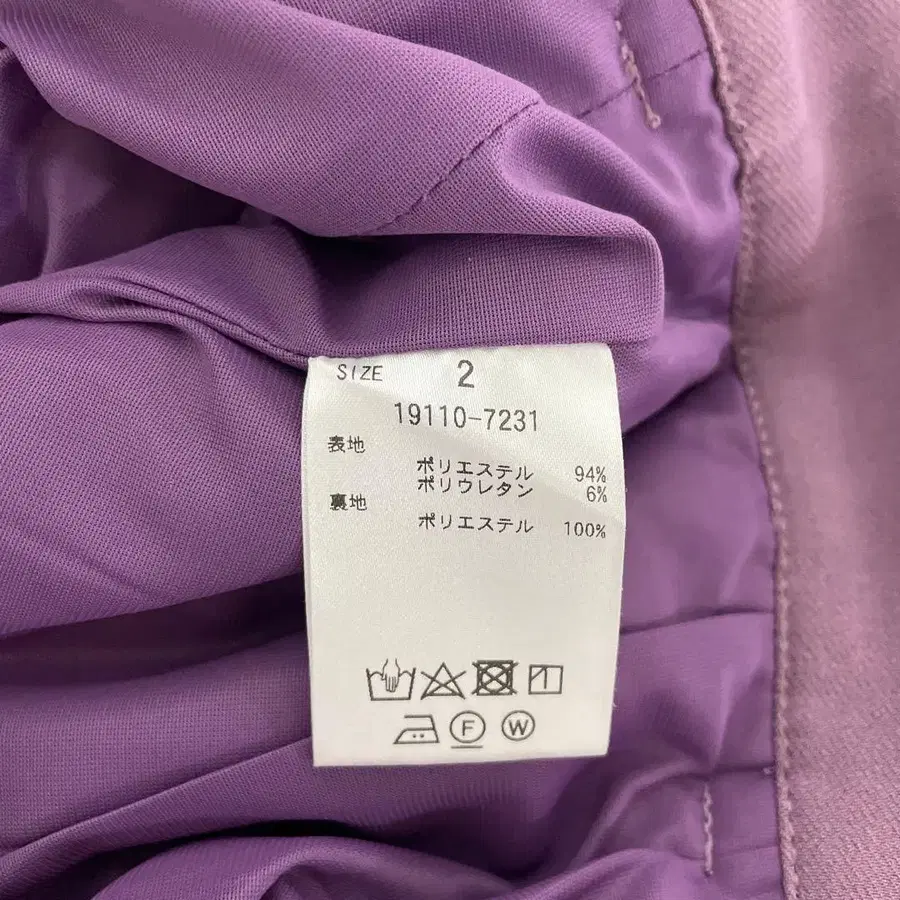 SIZE 2
19110-7231
表地
ポリエステル 94%
ポリウレタン 6%
裏地
ポリエステル 100%
F W